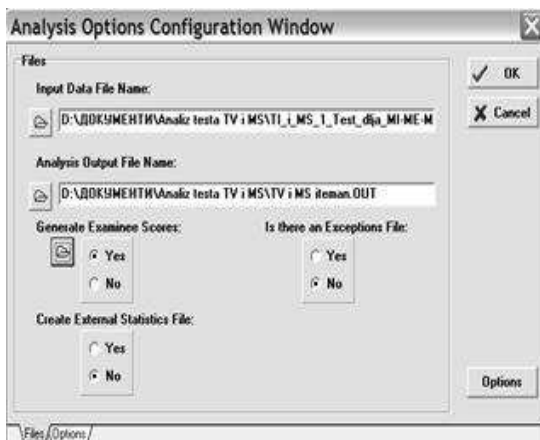 Analysis Options Configuration Window
Files
Input Data File Name:
D:\ДОКУМЕНТИ\Analiz testa TV i MS\TI_i_MS_1_Test_dlja_MI-ME-M
Analysis Output File Name:
D:\ДОКУМЕНТИ\Analiz testa TV i MS\TV i MS iteman.OUT
Generate Examinee Scores:
Is there an Exceptions File:
Yes
Yes
No
No
Create External Statistics File:
Yes
No
OK
Cancel
Options
Files
Options